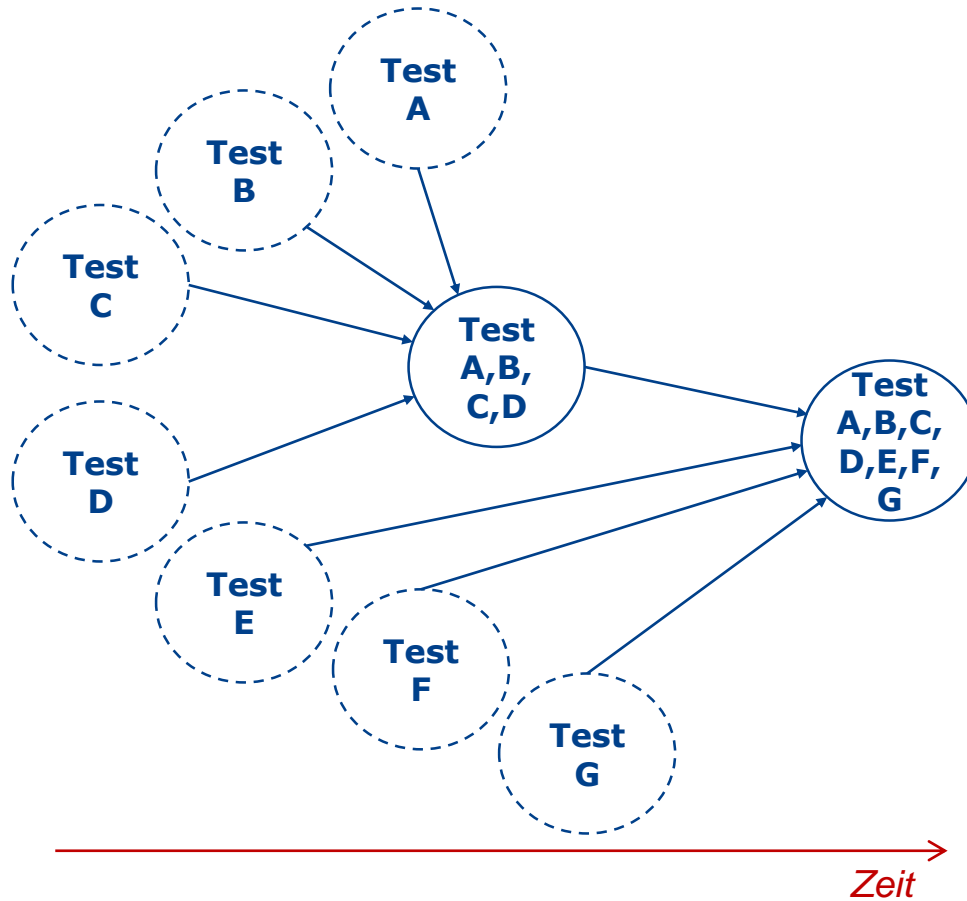 Test
A
Test
B
Test
C
Test
A,B,
C,D
Test
A,B,C,
D,E,F,
G
Test
D
Test
E
Test
F
Test
G
Zeit